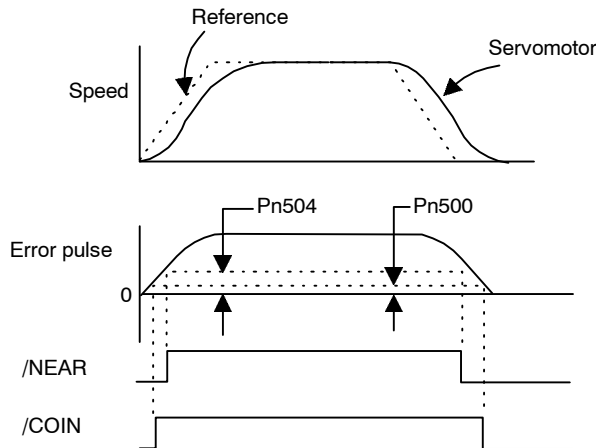 Reference
Servomotor
Speed
Pn504
Pn500
Error pulse
0
/NEAR
/COIN